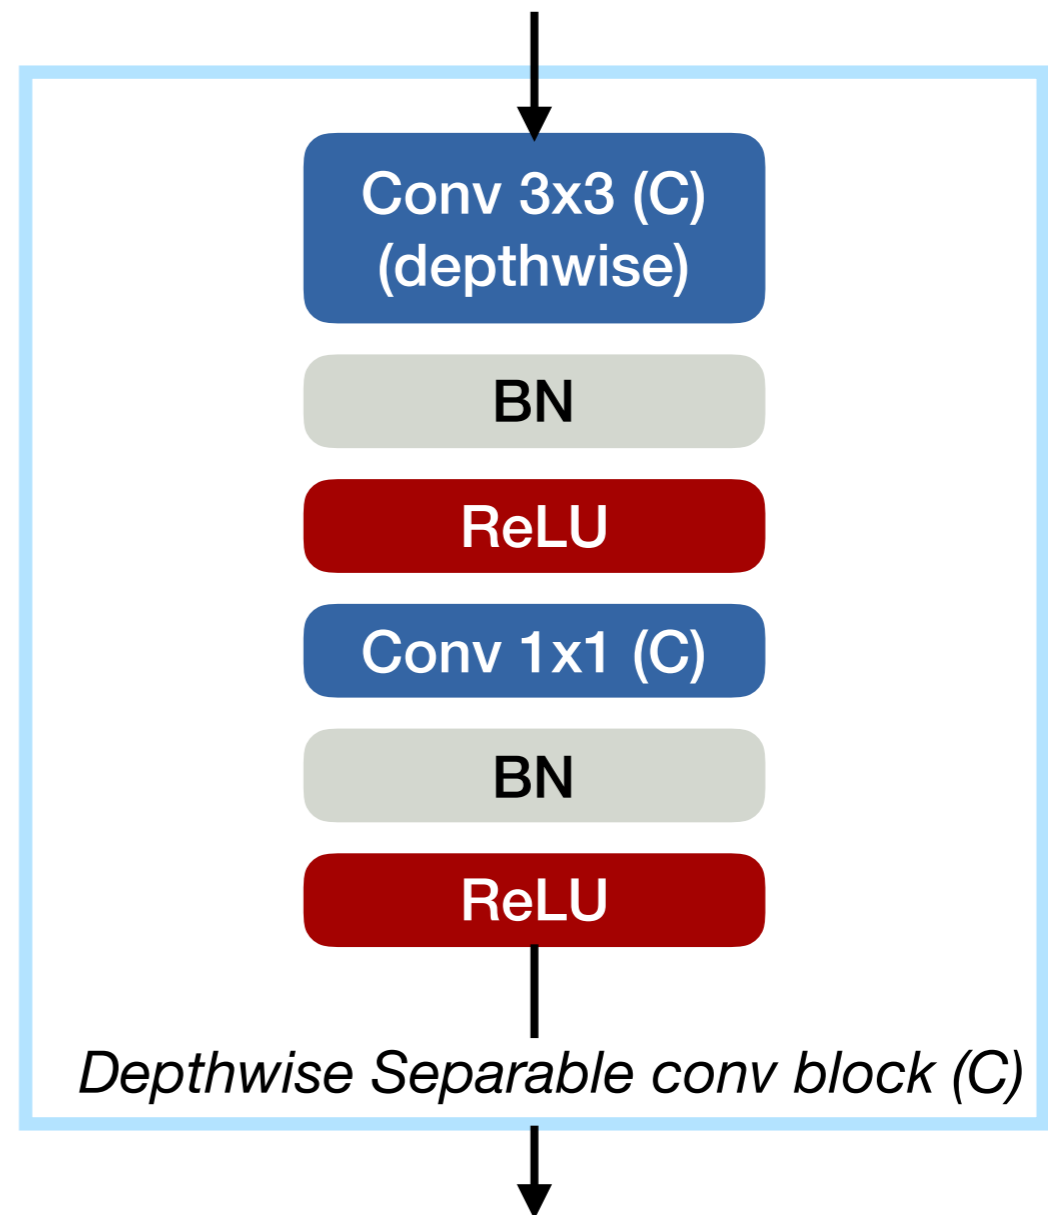 Conv 3x3 (C)
(depthwise)
BN
ReLU
Conv 1x1 (C)
BN
ReLU
Depthwise Separable conv block (C)